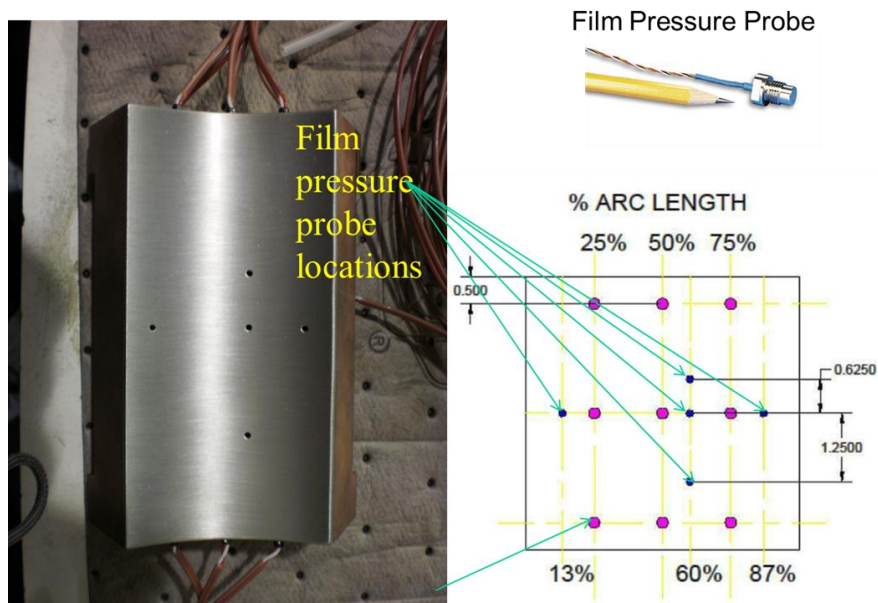 Film Pressure Probe
Film
pressure
probe
locations
% ARC LENGTH
25% 50% 75%
0.500
0.6250
1.2500
13% 60% 87%
®